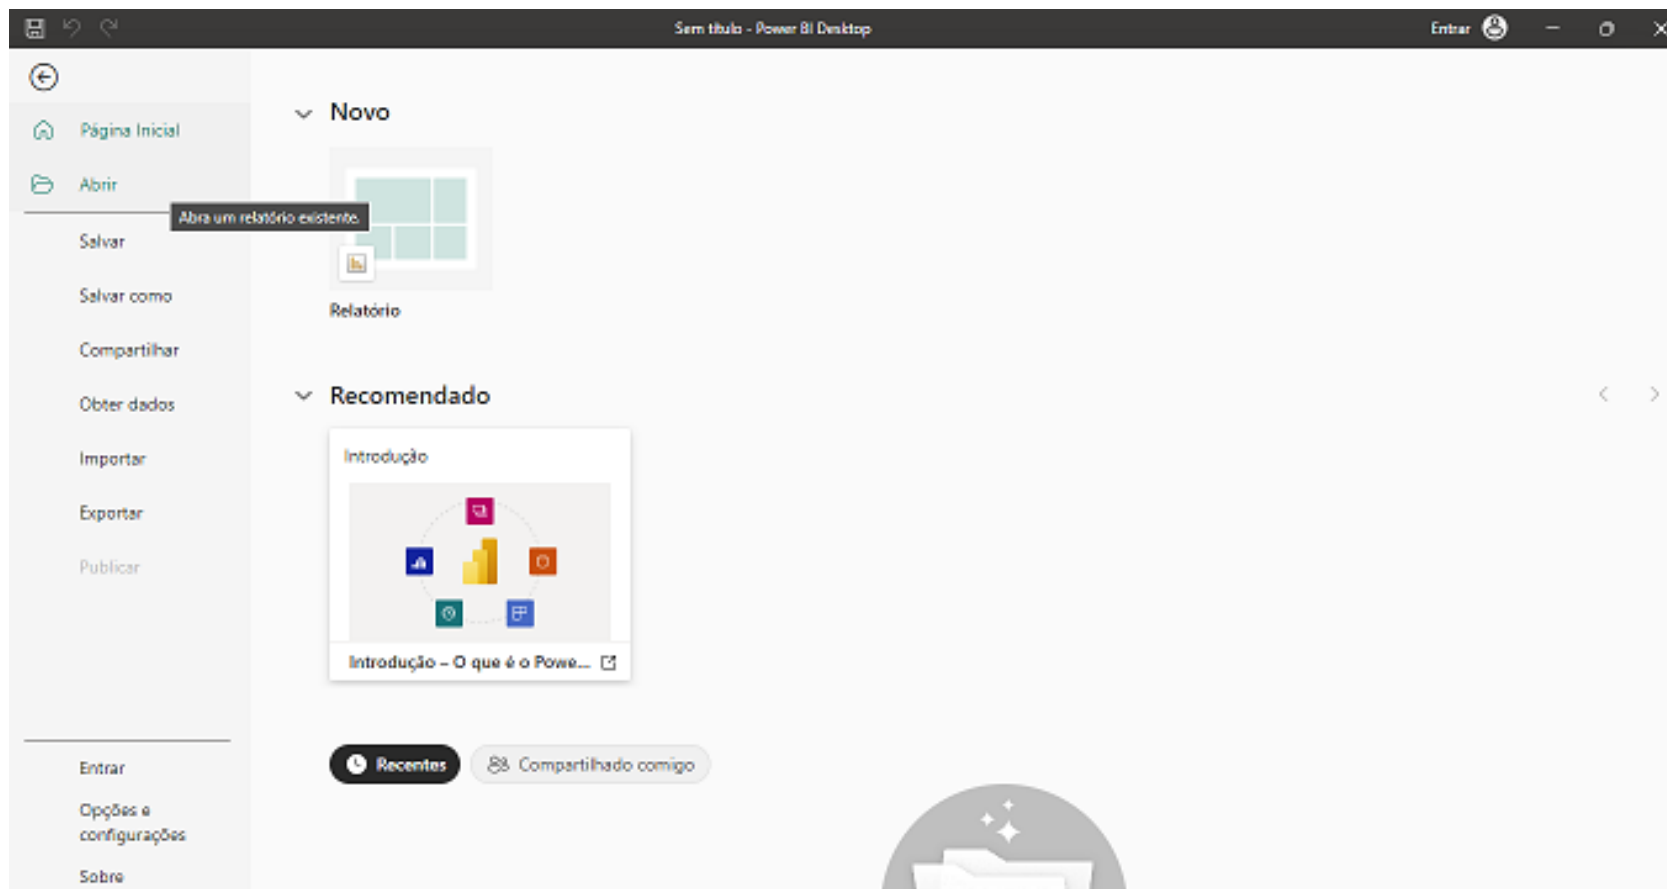 Sem título - Power BI Desktop
Entrar
Página Inicial
Abrir
Abra um relatório existente.
Salvar
Salvar como
Compartilhar
Obter dados
Importar
Exportar
Publicar
Entrar
Opções e
configurações
Sobre
Novo
Relatório
Recomendado
Introdução
Introdução – O que é o Powe...
Recentes
Compartilhado comigo